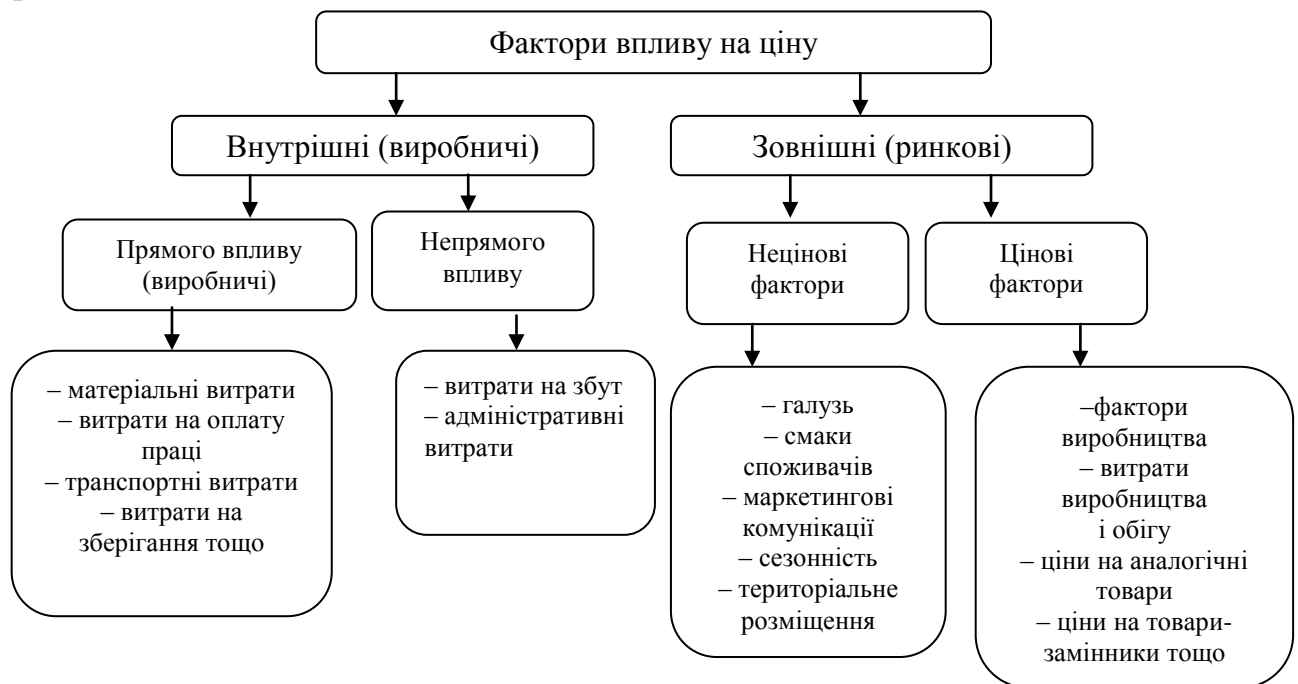 Фактори впливу на ціну
Внутрішні (виробничі)
Зовнішні (ринкові)
Прямого впливу
(виробничі)
Непрямого
впливу
Нецінові
фактори
Цінові
фактори
– матеріальні витрати
– витрати на оплату
праці
– транспортні витрати
– витрати на
зберігання тощо
– витрати на збут
– адміністративні
витрати
– галузь
– смаки
споживачів
– маркетингові
комунікації
– сезонність
– територіальне
розміщення
–фактори
виробництва
– витрати
виробництва
і обігу
– ціни на аналогічні
товари
– ціни на товари-
замінники тощо